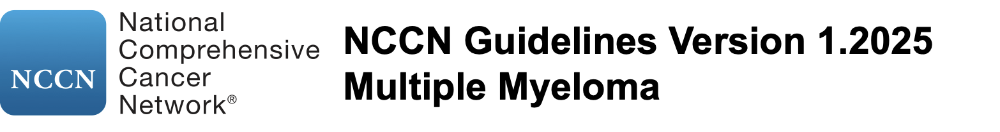 NCCN
National
Comprehensive
Cancer
Network®
NCCN Guidelines Version 1.2025
Multiple Myeloma